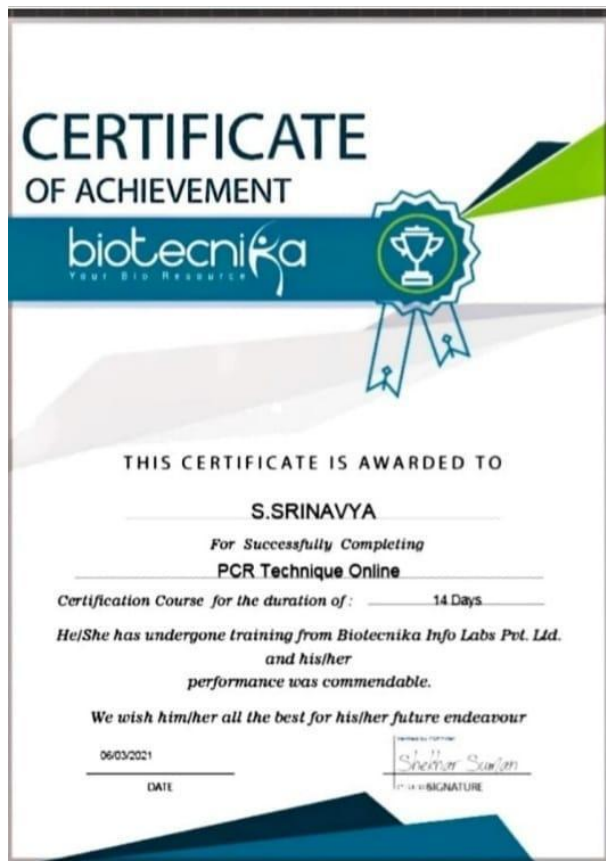 CERTIFICATE
OF ACHIEVEMENT
biotecnika
Your Bio Resource
THIS CERTIFICATE IS AWARDED TO
S.SRINAVYA
For Successfully Completing
PCR Technique Online
Certification Course for the duration of : 14 Days
He/She has undergone training from Biotecnika Info Labs Pvt. Ltd.
and his/her
performance was commendable.
We wish him/her all the best for his/her future endeavour
06/03/2021
Shekhar Suman
DATE
SIGNATURE